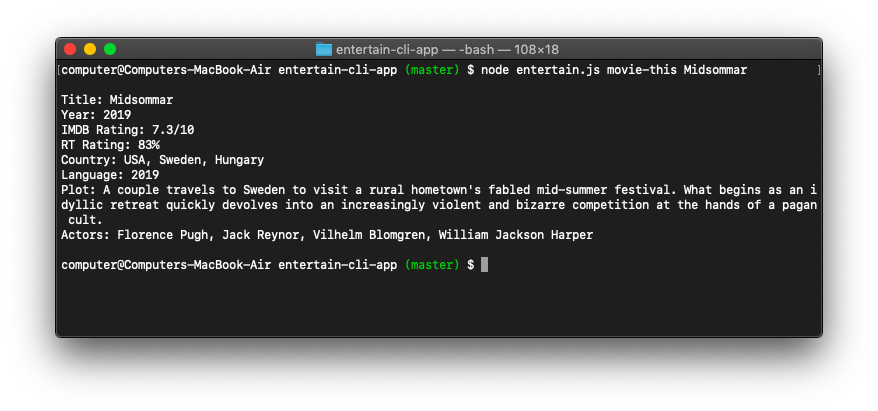 entertain-cli-app — -bash — 108×18
[computer@Computers-MacBook-Air entertain-cli-app (master) $ node entertain.js movie-this Midsommar ]
Title: Midsommar
Year: 2019
IMDB Rating: 7.3/10
RT Rating: 83%
Country: USA, Sweden, Hungary
Language: 2019
Plot: A couple travels to Sweden to visit a rural hometown's fabled mid-summer festival. What begins as an i
dyllic retreat quickly devolves into an increasingly violent and bizarre competition at the hands of a pagan
cult.
Actors: Florence Pugh, Jack Reynor, Vilhelm Blomgren, William Jackson Harper
computer@Computers-MacBook-Air entertain-cli-app (master) $